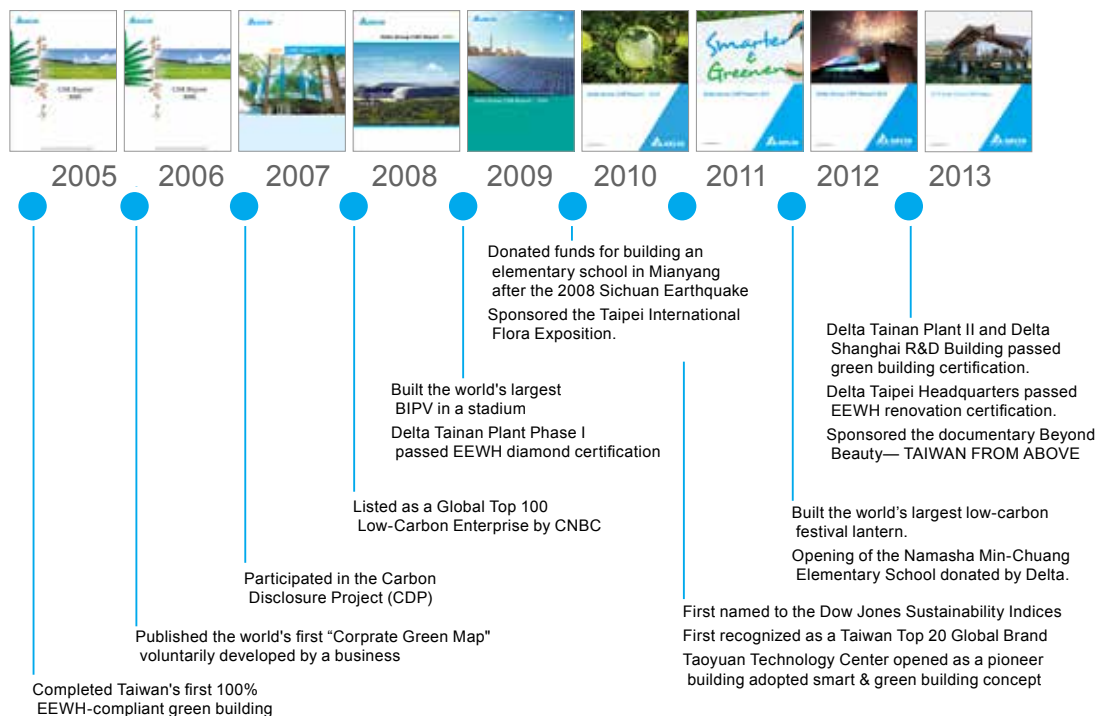 CSR Report
CSR Report
Delta Group CSR Report
Smarter
&
Greener
2005
2006
2007
2008
2009
2010
2011
2012
2013
Donated funds for building an
elementary school in Mianyang
after the 2008 Sichuan Earthquake
Sponsored the Taipei International
Flora Exposition.
Delta Tainan Plant II and Delta
Shanghai R&D Building passed
green building certification.
Delta Taipei Headquarters passed
EEWH renovation certification.
Sponsored the documentary Beyond
Beauty— TAIWAN FROM ABOVE
Built the world's largest
BIPV in a stadium
Delta Tainan Plant Phase I
passed EEWH diamond certification
Listed as a Global Top 100
Low-Carbon Enterprise by CNBC
Built the world’s largest low-carbon
festival lantern.
Opening of the Namasha Min-Chuang
Elementary School donated by Delta.
Participated in the Carbon
Disclosure Project (CDP)
First named to the Dow Jones Sustainability Indices
First recognized as a Taiwan Top 20 Global Brand
Taoyuan Technology Center opened as a pioneer
building adopted smart & green building concept
Published the world's first “Corprate Green Map"
voluntarily developed by a business
Completed Taiwan's first 100%
EEWH-compliant green building